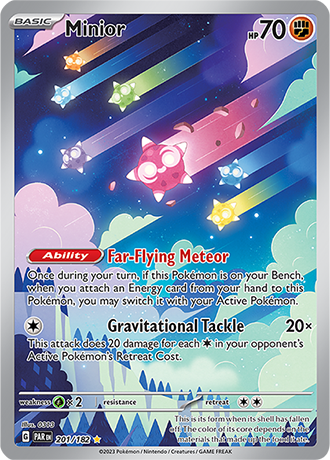 BASIC
Minior
HP 70
Ability Far-Flying Meteor
Once during your turn, if this Pokémon is on your Bench,
when you attach an Energy card from your hand to this
Pokémon, you may switch it with your Active Pokémon.
Gravitational Tackle 20×
This attack does 20 damage for each in your opponent's
Active Pokémon's Retreat Cost.
weakness × 2 resistance retreat
Illus. 0313
This is its form when its shell has fallen
off. The color of its core depends on the
materials that made up the food it ate.
G PAR EN 201/182
©2023 Pokémon / Nintendo / Creatures / GAME FREAK